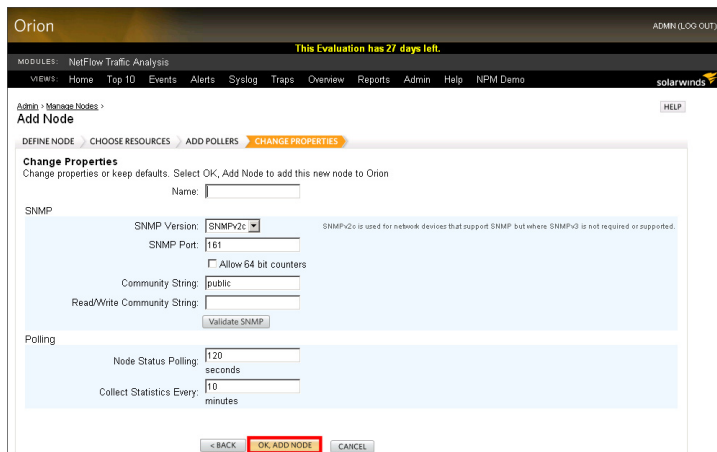 Orion
ADMIN (LOG OUT)
This Evaluation has 27 days left.
MODULES: NetFlow Traffic Analysis
VIEWS: Home Top 10 Events Alerts Syslog Traps Overview Reports Admin Help NPM Demo
solarwinds
Admin > Manage Nodes >
HELP
Add Node
DEFINE NODE CHOOSE RESOURCES ADD POLLERS CHANGE PROPERTIES
Change Properties
Change properties or keep defaults. Select OK, Add Node to add this new node to Orion
Name:
SNMP
SNMP Version: SNMPv2c SNMPv2c is used for network devices that support SNMP but where SNMPv3 is not required or supported.
SNMP Port: 161
Allow 64 bit counters
Community String: public
Read/Write Community String:
Validate SNMP
Polling
Node Status Polling: 120
seconds
Collect Statistics Every: 10
minutes
< BACK OK, ADD NODE CANCEL